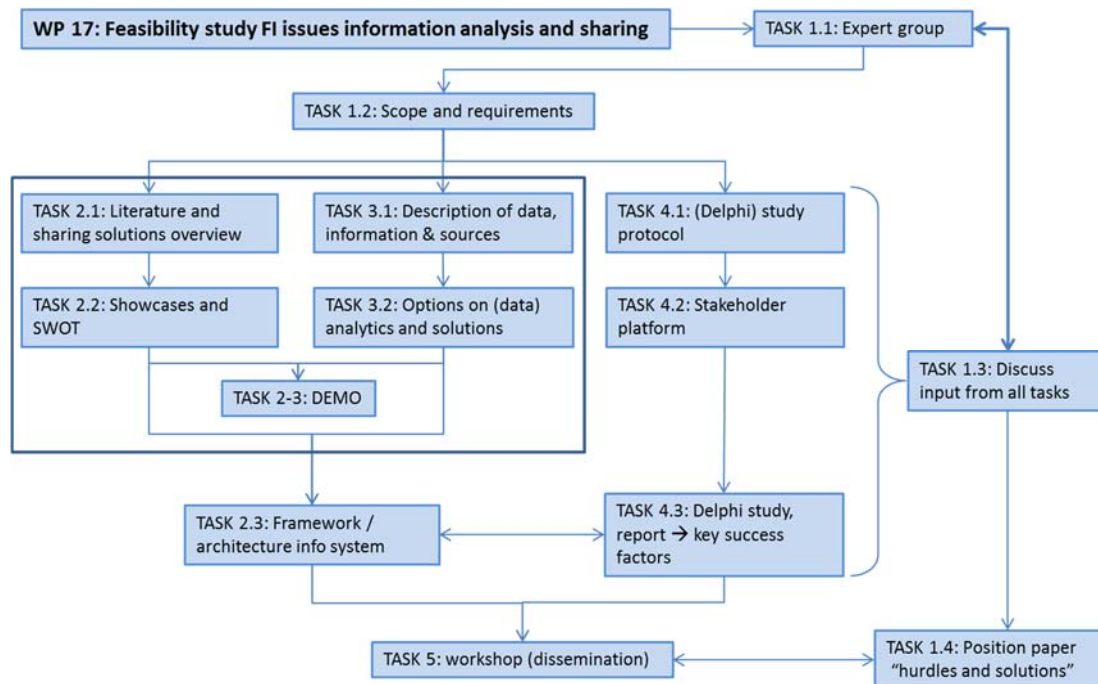 WP 17: Feasibility study FI issues information analysis and sharing
TASK 1.1: Expert group
TASK 1.2: Scope and requirements
TASK 2.1: Literature and
sharing solutions overview
TASK 3.1: Description of data,
information & sources
TASK 4.1: (Delphi) study
protocol
TASK 2.2: Showcases and
SWOT
TASK 3.2: Options on (data)
analytics and solutions
TASK 4.2: Stakeholder
platform
TASK 1.3: Discuss
input from all tasks
TASK 2-3: DEMO
TASK 2.3: Framework /
architecture info system
TASK 4.3: Delphi study,
report → key success
factors
TASK 5: workshop (dissemination)
TASK 1.4: Position paper
“hurdles and solutions”